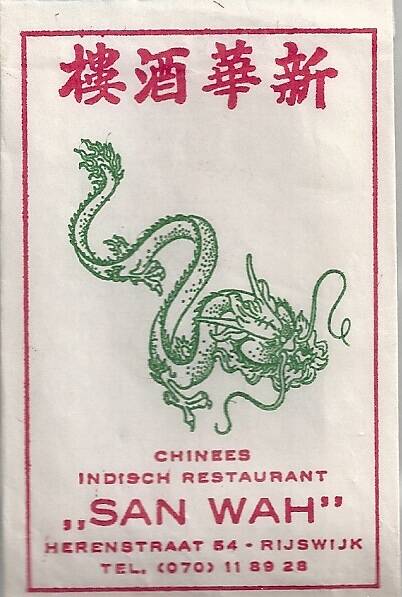 新華酒樓
CHINEES
INDISCH RESTAURANT
„SAN WAH”
HERENSTRAAT 54 - RIJSWIJK
TEL. (070) 11 89 28